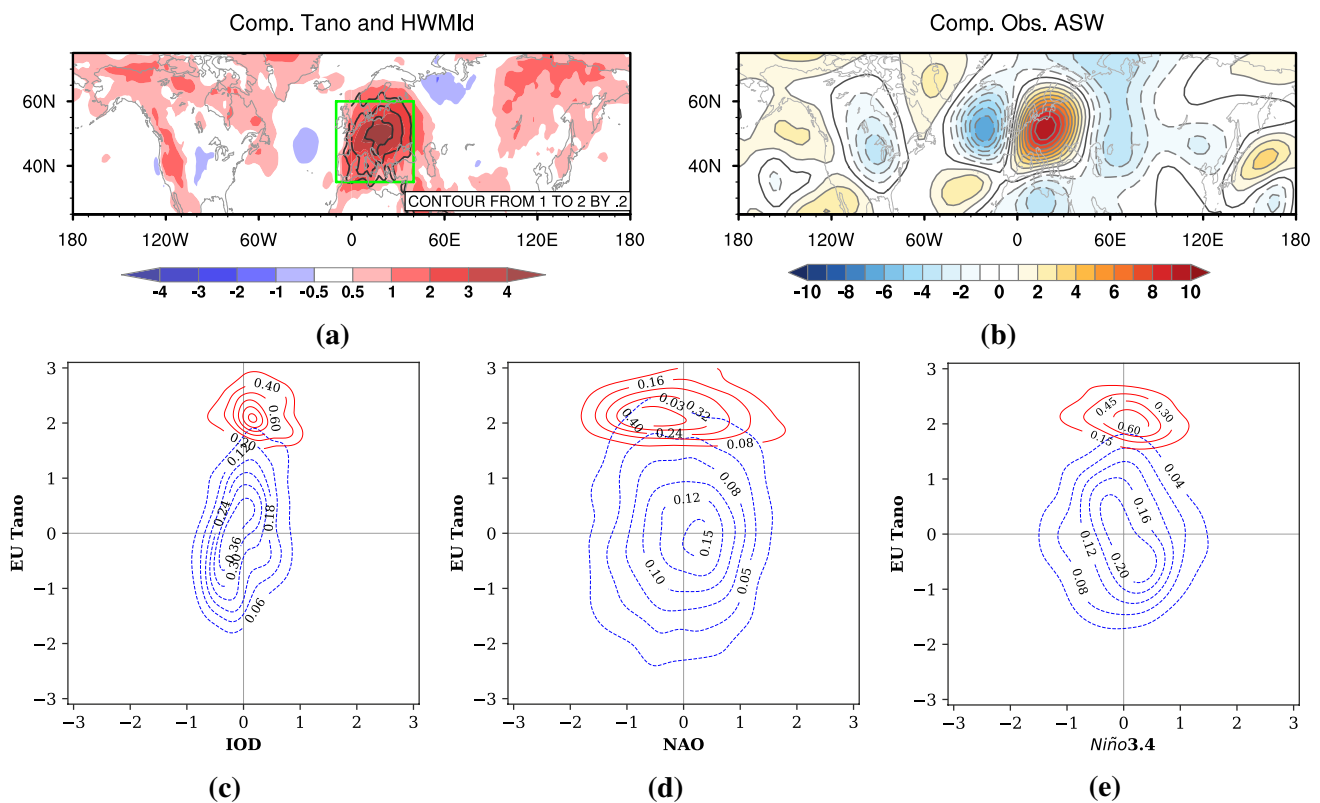 Comp. Tano and HWMId
Comp. Obs. ASW
60N
40N
CONTOUR FROM 1 TO 2 BY .2
180 120W 60W 0 60E 120E 180
-4 -3 -2 -1 -0.5 0.5 1 2 3 4
(a)
60N
40N
180 120W 60W 0 60E 120E 180
-10 -8 -6 -4 -2 0 2 4 6 8 10
(b)
EU Tano
3
2
1
0
−1
−2
−3
0.40
0.60
0.20
0.12
0.24
0.18
0.36
0.30
0.06
−3 −2 −1 0 1 2 3
IOD
(c)
EU Tano
3
2
1
0
−1
−2
−3
0.16
0.03
0.32
0.40
0.24
0.08
0.08
0.12
0.15
0.10
0.05
−3 −2 −1 0 1 2 3
NAO
(d)
EU Tano
3
2
1
0
−1
−2
−3
0.45
0.30
0.60
0.15
0.04
0.16
0.12
0.20
0.08
−3 −2 −1 0 1 2 3
Niño3.4
(e)